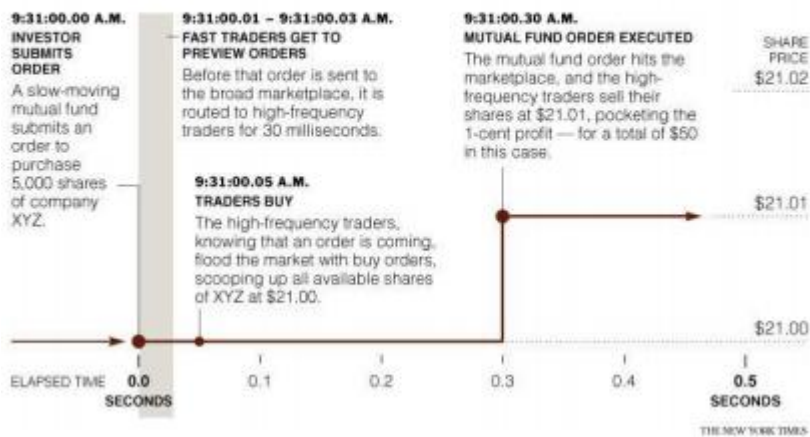 9:31:00.00 A.M.
INVESTOR
SUBMITS
ORDER
A slow-moving
mutual fund
submits an
order to
purchase
5,000 shares
of company
XYZ.
9:31:00.01 – 9:31:00.03 A.M.
FAST TRADERS GET TO
PREVIEW ORDERS
Before that order is sent to
the broad marketplace, it is
routed to high-frequency
traders for 30 milliseconds.
9:31:00.05 A.M.
TRADERS BUY
The high-frequency traders,
knowing that an order is coming,
flood the market with buy orders,
scooping up all available shares
of XYZ at $21.00.
9:31:00.30 A.M.
MUTUAL FUND ORDER EXECUTED
The mutual fund order hits the
marketplace, and the high-
frequency traders sell their
shares at $21.01, pocketing the
1-cent profit — for a total of $50
in this case.
SHARE
PRICE
$21.02
$21.01
$21.00
ELAPSED TIME
0.0
SECONDS
0.1
0.2
0.3
0.4
0.5
SECONDS
THE NEW YORK TIMES